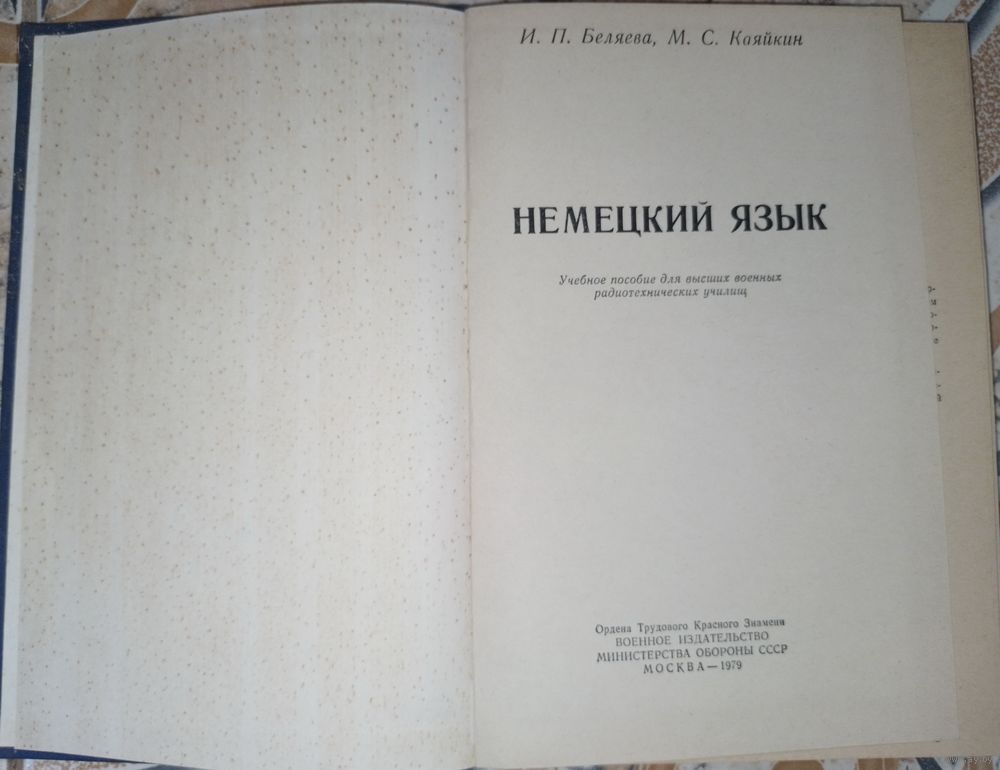 И. П. Беляева, М. С. Каяйкин
НЕМЕЦКИЙ ЯЗЫК
Учебное пособие для высших военных
радиотехнических училищ
Ордена Трудового Красного Знамени
ВОЕННОЕ ИЗДАТЕЛЬСТВО
МИНИСТЕРСТВА ОБОРОНЫ СССР
МОСКВА — 1979